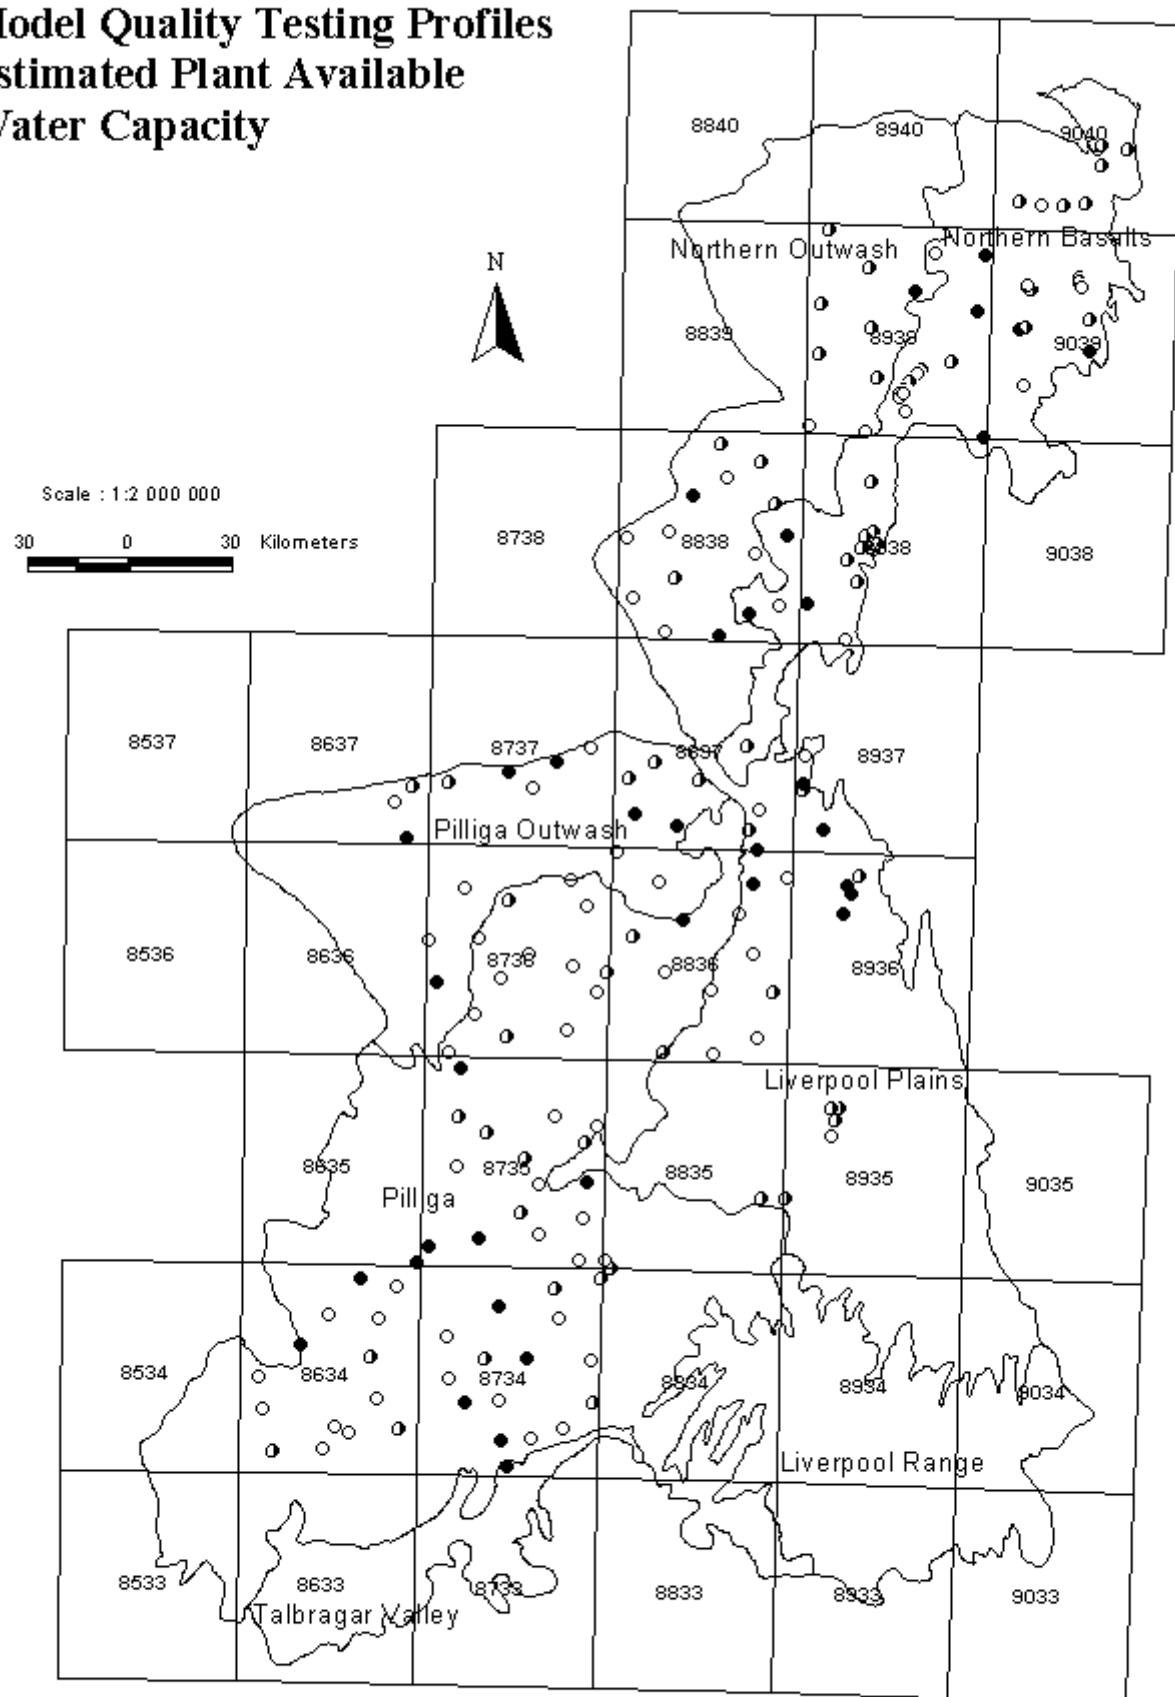 Model Quality Testing Profiles
Estimated Plant Available
Water Capacity
8840
8940
9040
Northern Outwash
Northern Basalts
N
8839
8939
9039
Scale : 1:2 000 000
30 0 30 Kilometers
8738
8838
8938
9038
8537
8637
8737
8837
8937
Pilliga Outwash
8536
8636
8736
8836
8936
Liverpool Plains
8635
8735
8835
8935
9035
Pilliga
8534
8634
8734
8834
8934
9034
Liverpool Range
8533
8633
8733
8833
8933
9033
Talbragar Valley